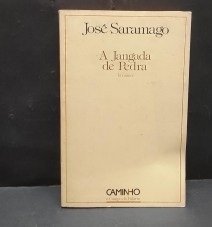 José Saramago
A Jangada
de Pedra
CAMINHO